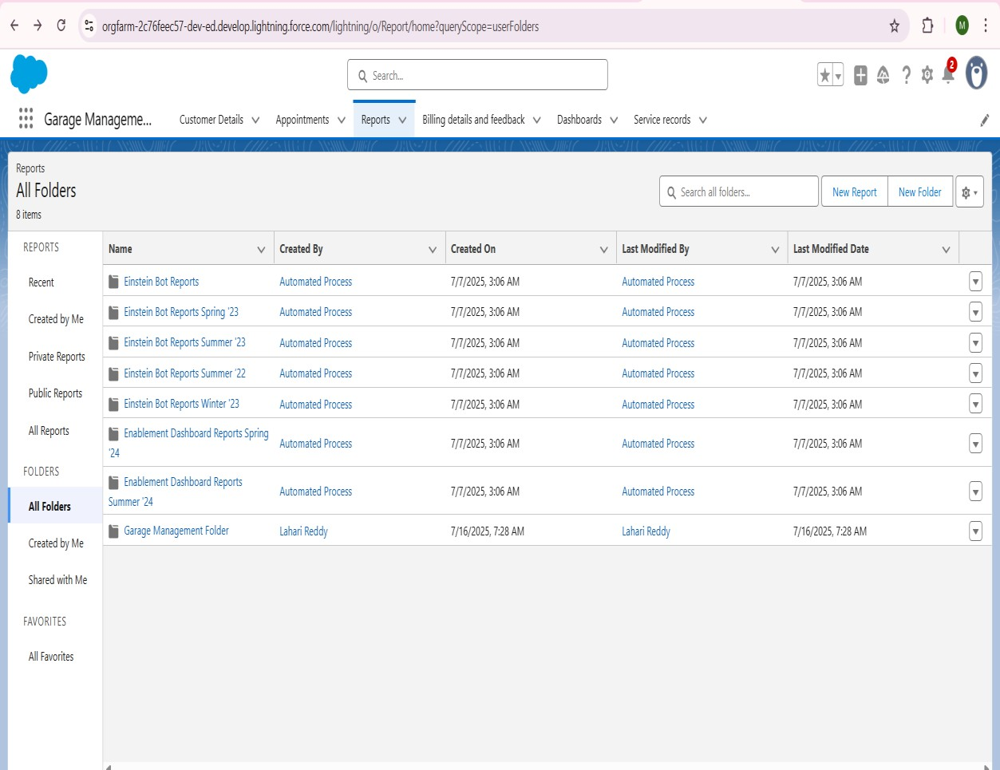 orgfarm-2c76feec57-dev-ed.develop.lightning.force.com/lightning/o/Report/home?queryScope=userFolders
M
Search...
2
Garage Manageme...
Customer Details
Appointments
Reports
Billing details and feedback
Dashboards
Service records
Reports
All Folders
8 items
Search all folders...
New Report
New Folder
REPORTS
Recent
Created by Me
Private Reports
Public Reports
All Reports
FOLDERS
All Folders
Created by Me
Shared with Me
FAVORITES
All Favorites
Name Created By Created On Last Modified By Last Modified Date
Einstein Bot Reports Automated Process 7/7/2025, 3:06 AM Automated Process 7/7/2025, 3:06 AM
Einstein Bot Reports Spring '23 Automated Process 7/7/2025, 3:06 AM Automated Process 7/7/2025, 3:06 AM
Einstein Bot Reports Summer '23 Automated Process 7/7/2025, 3:06 AM Automated Process 7/7/2025, 3:06 AM
Einstein Bot Reports Summer '22 Automated Process 7/7/2025, 3:06 AM Automated Process 7/7/2025, 3:06 AM
Einstein Bot Reports Winter '23 Automated Process 7/7/2025, 3:06 AM Automated Process 7/7/2025, 3:06 AM
Enablement Dashboard Reports Spring
'24 Automated Process 7/7/2025, 3:06 AM Automated Process 7/7/2025, 3:06 AM
Enablement Dashboard Reports
Summer '24 Automated Process 7/7/2025, 3:06 AM Automated Process 7/7/2025, 3:06 AM
Garage Management Folder Lahari Reddy 7/16/2025, 7:28 AM Lahari Reddy 7/16/2025, 7:28 AM